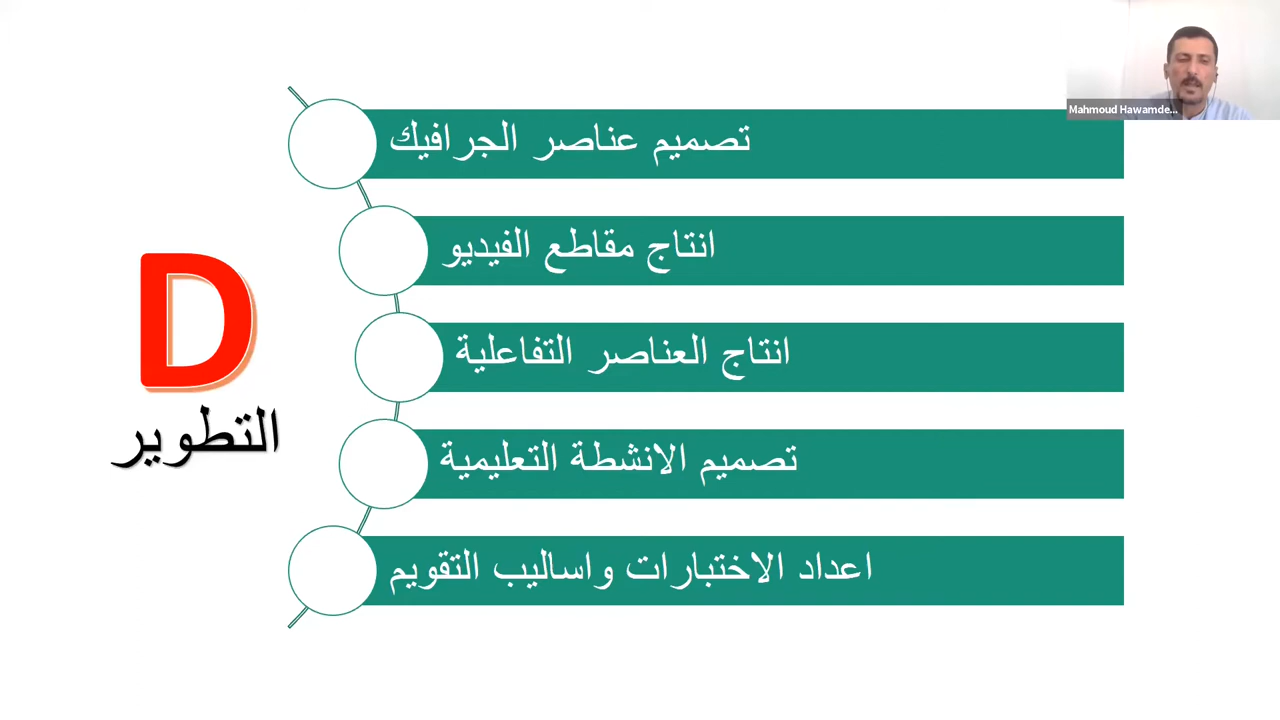 Mahmoud Hawamde...
تصميم عناصر الجرافيك
انتاج مقاطع الفيديو
انتاج العناصر التفاعلية
تصميم الانشطة التعليمية
اعداد الاختبارات واساليب التقويم
D
التطوير